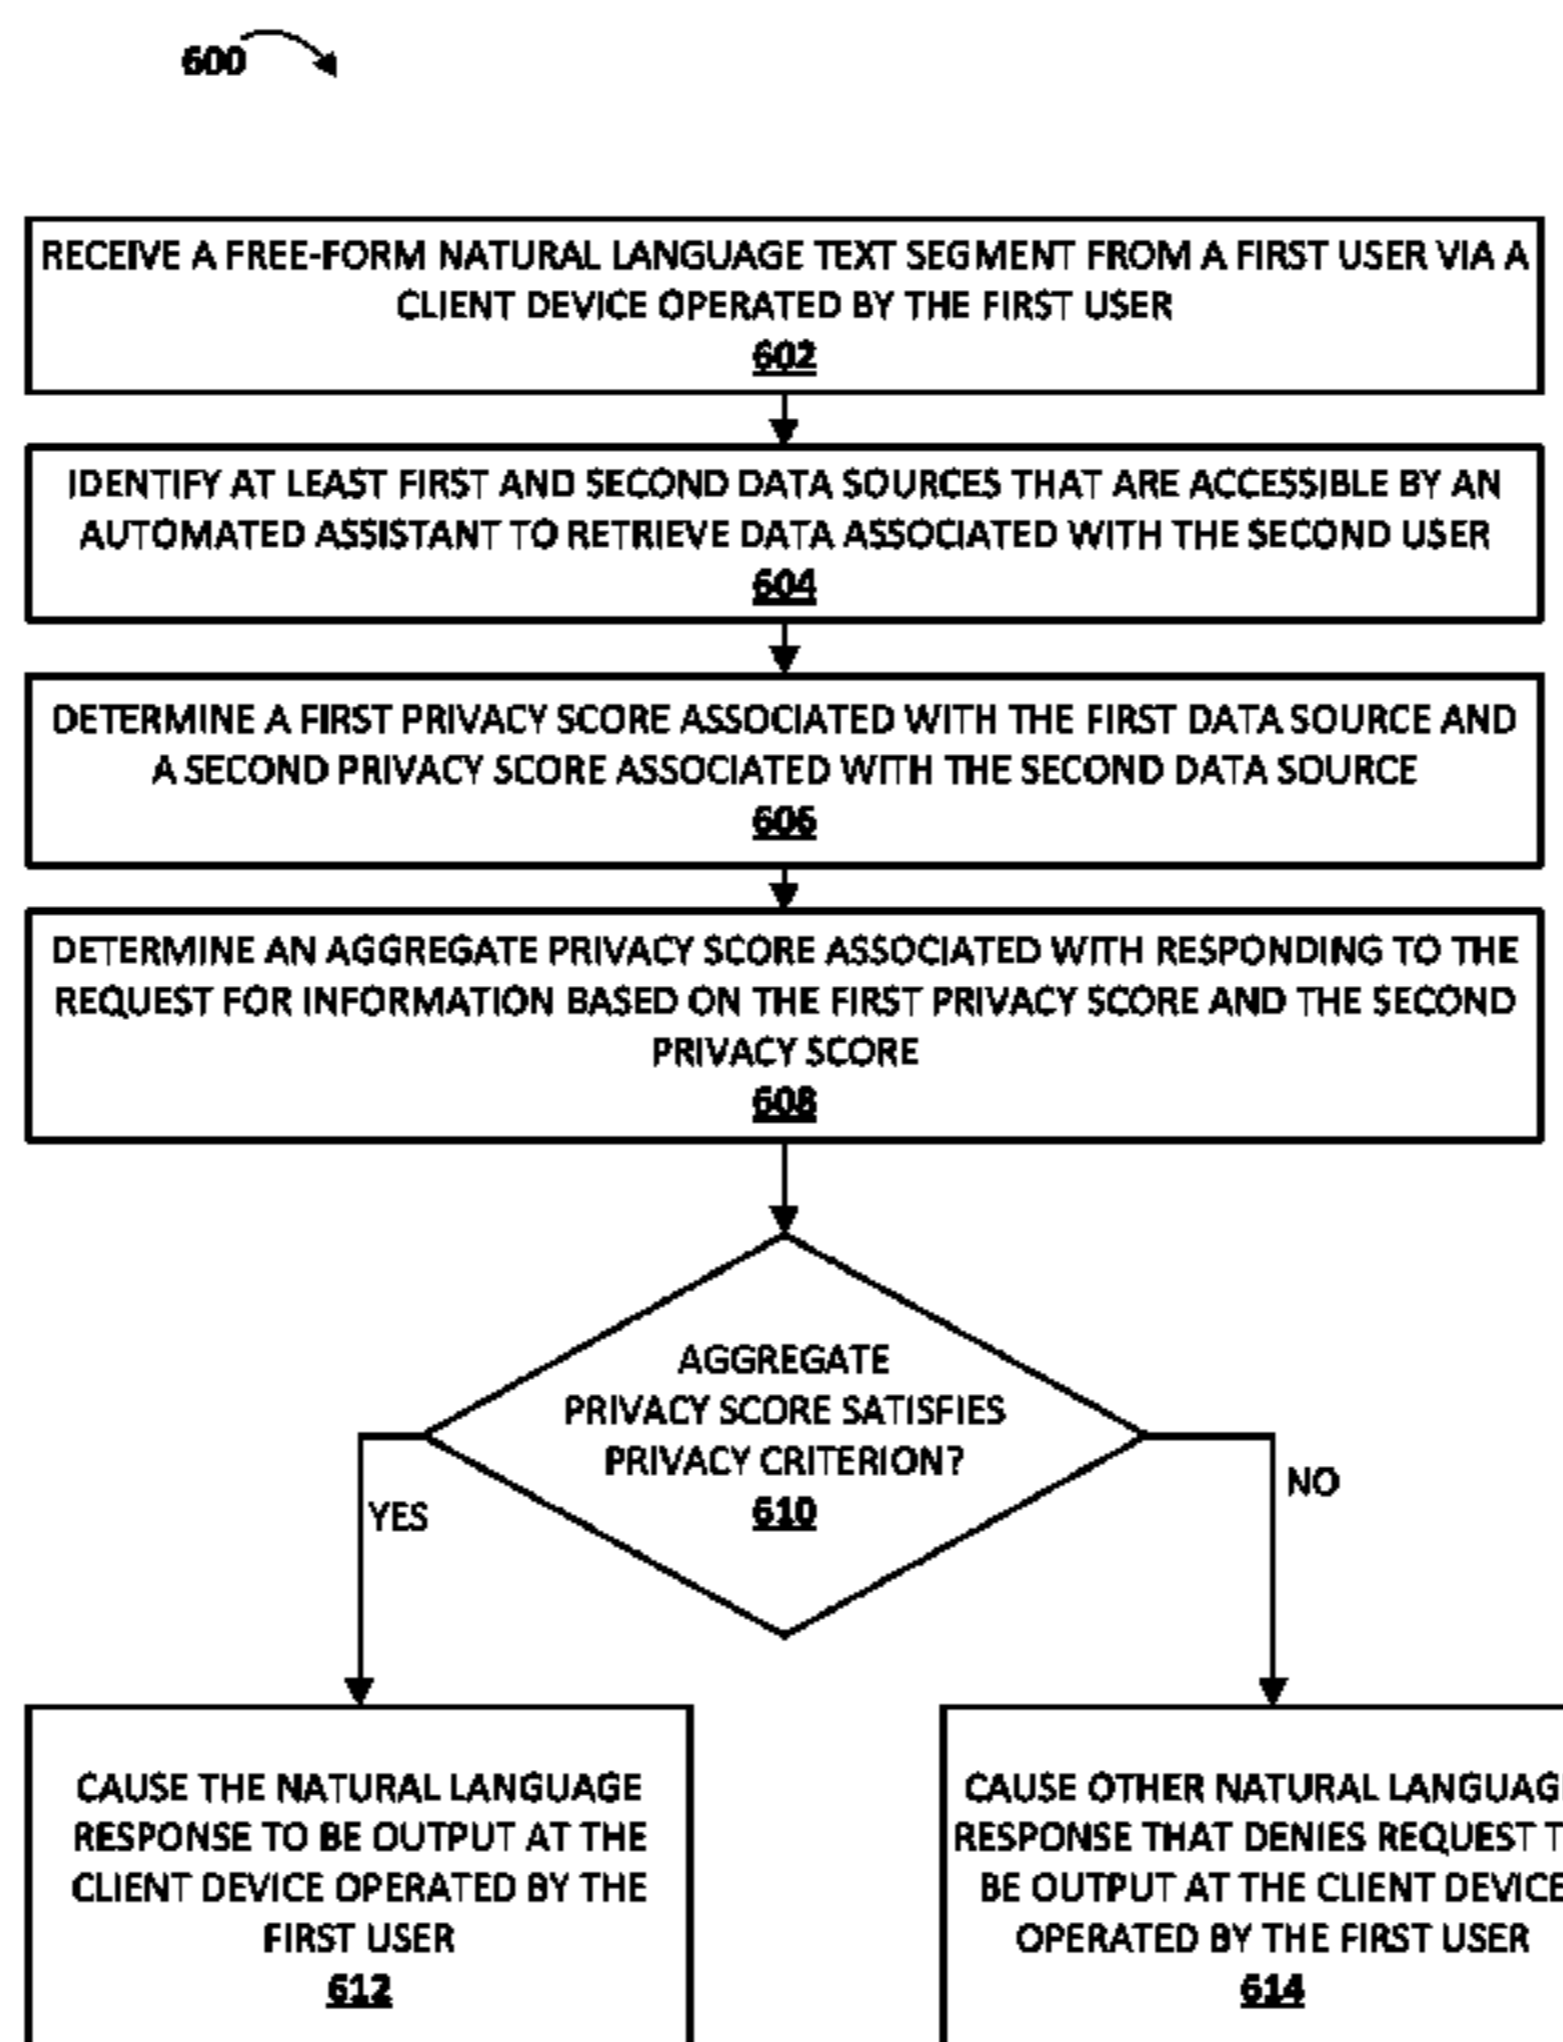 600
RECEIVE A FREE-FORM NATURAL LANGUAGE TEXT SEGMENT FROM A FIRST USER VIA A
CLIENT DEVICE OPERATED BY THE FIRST USER
602
IDENTIFY AT LEAST FIRST AND SECOND DATA SOURCES THAT ARE ACCESSIBLE BY AN
AUTOMATED ASSISTANT TO RETRIEVE DATA ASSOCIATED WITH THE SECOND USER
604
DETERMINE A FIRST PRIVACY SCORE ASSOCIATED WITH THE FIRST DATA SOURCE AND
A SECOND PRIVACY SCORE ASSOCIATED WITH THE SECOND DATA SOURCE
606
DETERMINE AN AGGREGATE PRIVACY SCORE ASSOCIATED WITH RESPONDING TO THE
REQUEST FOR INFORMATION BASED ON THE FIRST PRIVACY SCORE AND THE SECOND
PRIVACY SCORE
608
AGGREGATE
PRIVACY SCORE SATISFIES
PRIVACY CRITERION?
610
YES
NO
CAUSE THE NATURAL LANGUAGE
RESPONSE TO BE OUTPUT AT THE
CLIENT DEVICE OPERATED BY THE
FIRST USER
612
CAUSE OTHER NATURAL LANGUAG
RESPONSE THAT DENIES REQUEST T
BE OUTPUT AT THE CLIENT DEVICE
OPERATED BY THE FIRST USER
614